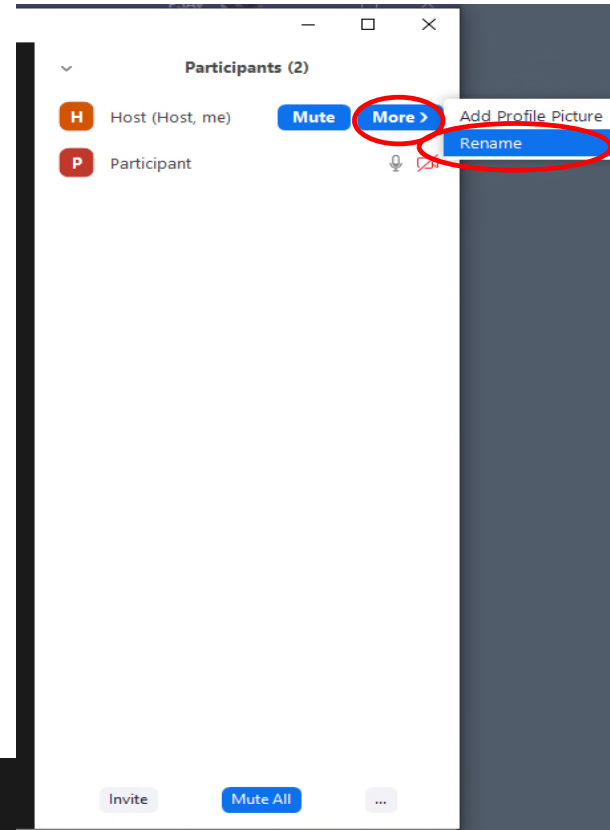 Participants (2)
H Host (Host, me) Mute More > Add Profile Picture
Rename
P Participant
Invite Mute All ...